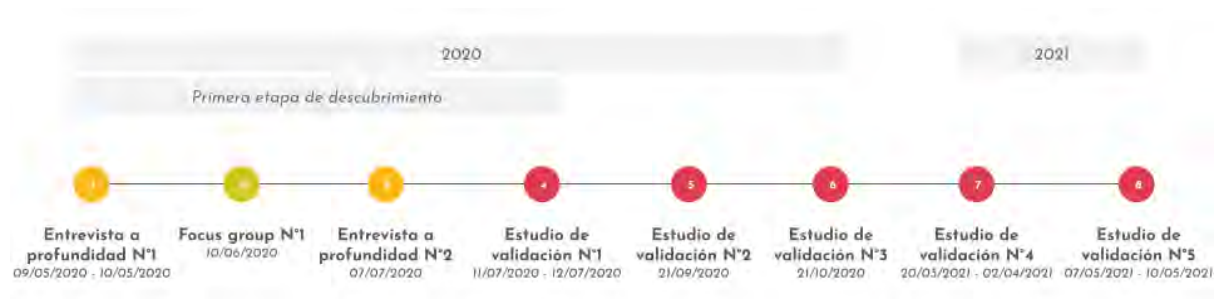 2020
2021
Primera etapa de descubrimiento
4
5
6
7
8
Entrevista a
profundidad N°1
09/05/2020 - 10/05/2020
Focus group N°1
10/06/2020
Entrevista a
profundidad N°2
07/07/2020
Estudio de
validación N°1
11/07/2020 - 12/07/2020
Estudio de
validación N°2
21/09/2020
Estudio de
validación N°3
21/10/2020
Estudio de
validación N°4
20/03/2021 - 02/04/2021
Estudio de
validación N°5
07/05/2021 - 10/05/2021